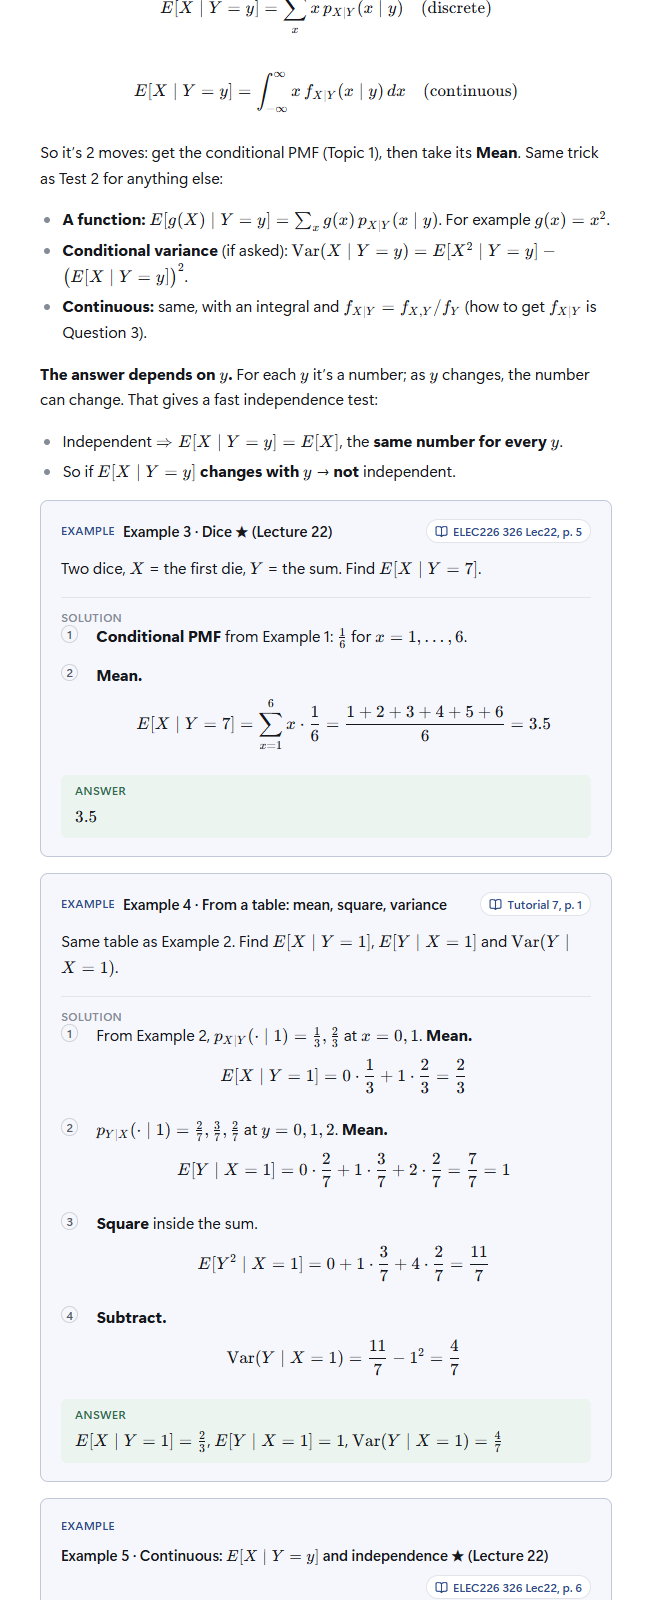 E[X | Y = y] = ∑_x x p_{X|Y}(x | y) (discrete)
E[X | Y = y] = ∫_{-∞}^{∞} x f_{X|Y}(x | y) dx (continuous)
So it's 2 moves: get the conditional PMF (Topic 1), then take its Mean. Same trick
as Test 2 for anything else:
• A function: E[g(X) | Y = y] = ∑_x g(x) p_{X|Y}(x | y). For example g(x) = x².
• Conditional variance (if asked): Var(X | Y = y) = E[X² | Y = y] −
(E[X | Y = y])².
• Continuous: same, with an integral and f_{X|Y} = f_{X,Y}/f_Y (how to get f_{X|Y} is
Question 3).
The answer depends on y. For each y it's a number; as y changes, the number
can change. That gives a fast independence test:
• Independent ⇒ E[X | Y = y] = E[X], the same number for every y.
• So if E[X | Y = y] changes with y → not independent.
EXAMPLE Example 3 · Dice ★ (Lecture 22) ELEC226 326 Lec22, p. 5
Two dice, X = the first die, Y = the sum. Find E[X | Y = 7].
SOLUTION
1 Conditional PMF from Example 1: 1/6 for x = 1, . . . , 6.
2 Mean.
E[X | Y = 7] = ∑_{x=1}^{6} x · 1/6 = (1 + 2 + 3 + 4 + 5 + 6)/6 = 3.5
ANSWER
3.5
EXAMPLE Example 4 · From a table: mean, square, variance Tutorial 7, p. 1
Same table as Example 2. Find E[X | Y = 1], E[Y | X = 1] and Var(Y |
X = 1).
SOLUTION
1 From Example 2, p_{X|Y}(· | 1) = 1/3, 2/3 at x = 0, 1. Mean.
E[X | Y = 1] = 0 · 1/3 + 1 · 2/3 = 2/3
2 p_{Y|X}(· | 1) = 2/7, 3/7, 2/7 at y = 0, 1, 2. Mean.
E[Y | X = 1] = 0 · 2/7 + 1 · 3/7 + 2 · 2/7 = 7/7 = 1
3 Square inside the sum.
E[Y² | X = 1] = 0 + 1 · 3/7 + 4 · 2/7 = 11/7
4 Subtract.
Var(Y | X = 1) = 11/7 − 1² = 4/7
ANSWER
E[X | Y = 1] = 2/3, E[Y | X = 1] = 1, Var(Y | X = 1) = 4/7
EXAMPLE
Example 5 · Continuous: E[X | Y = y] and independence ★ (Lecture 22)
ELEC226 326 Lec22, p. 6